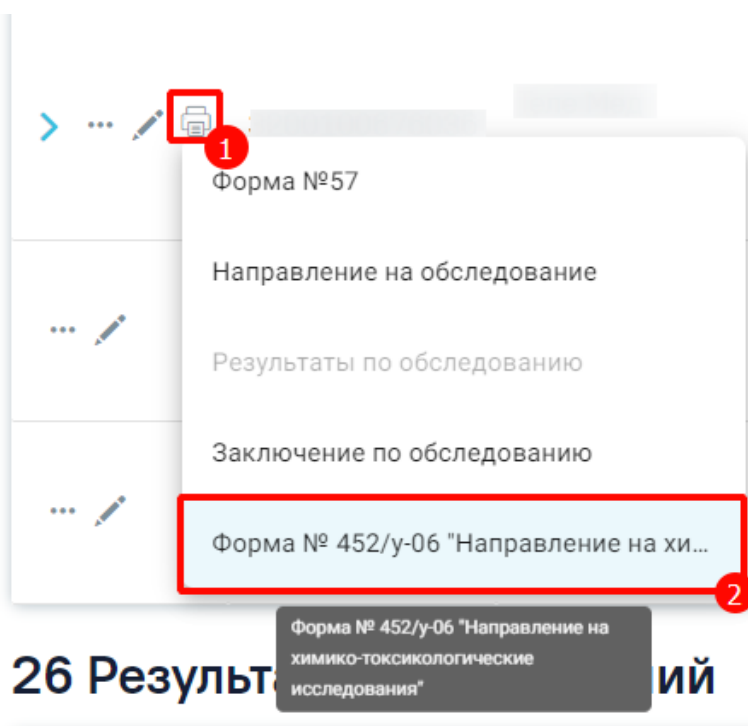 1
Форма №57
Направление на обследование
Результаты по обследованию
Заключение по обследованию
Форма № 452/у-06 "Направление на хи...
2
Форма № 452/у-06 "Направление на
химико-токсикологические
исследования"
26 Результ ий